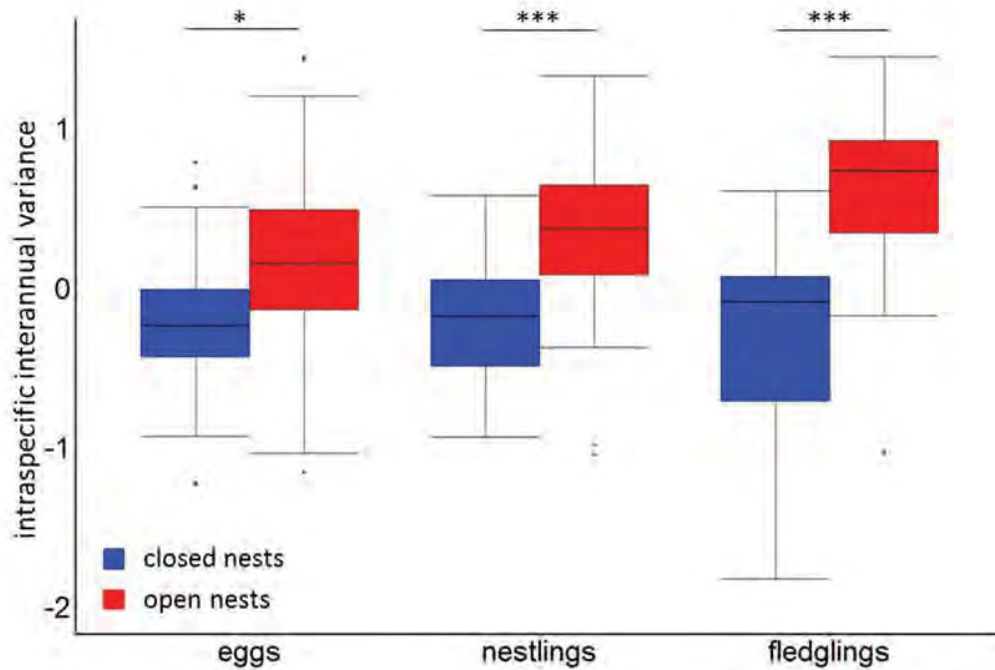 * *** ***
intraspecific interannual variance
1
0
-1
-2
closed nests
open nests
eggs nestlings fledglings